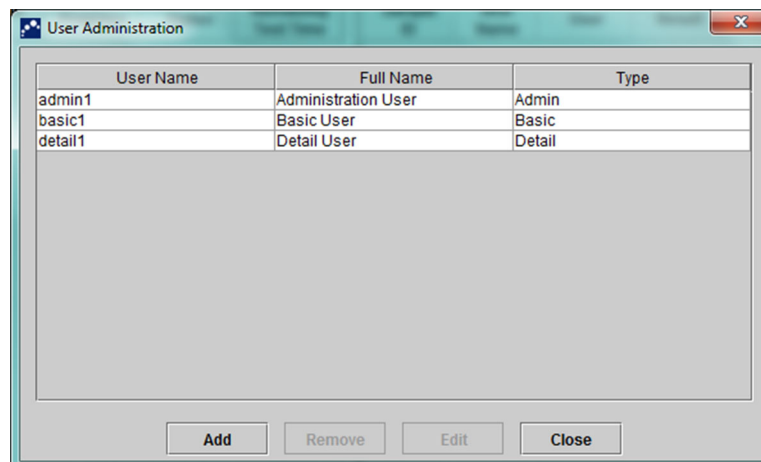 User Administration
User Name Full Name Type
admin1 Administration User Admin
basic1 Basic User Basic
detail1 Detail User Detail
Add Remove Edit Close